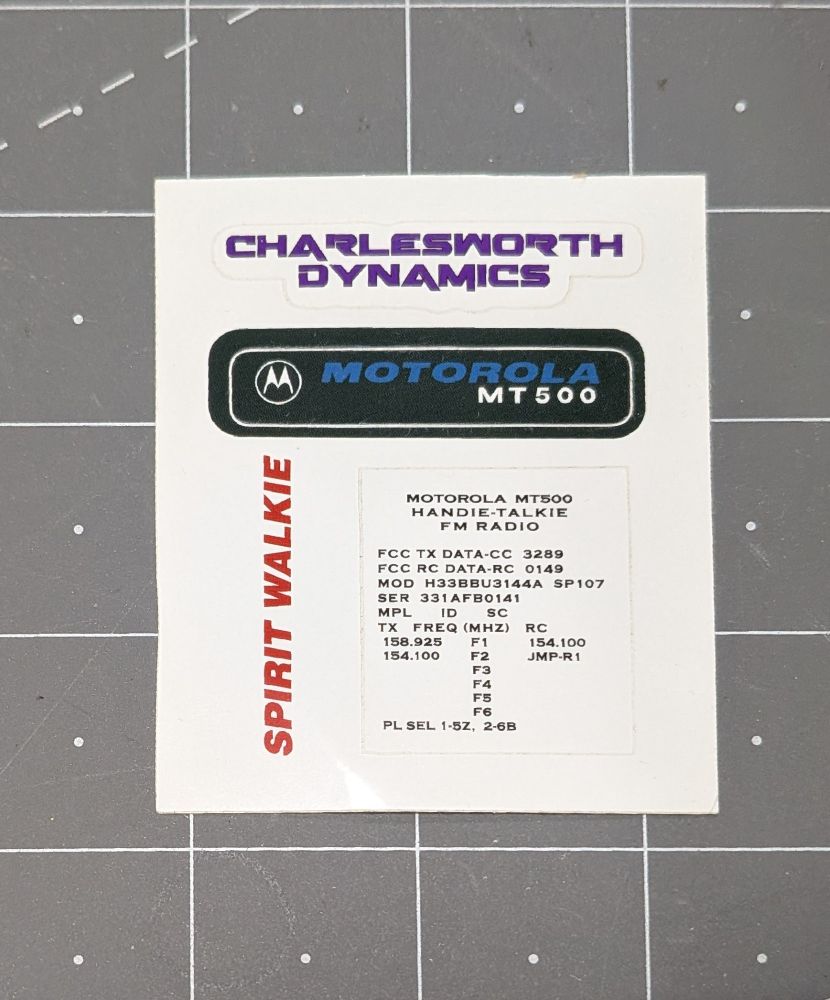 CHARLESWORTH
DYNAMICS
MOTOROLA
MT500
SPIRIT WALKIE
MOTOROLA MT500
HANDIE-TALKIE
FM RADIO
FCC TX DATA-CC 3289
FCC RC DATA-RC 0149
MOD H33BBU3144A SP107
SER 331AFB0141
MPL ID SC
TX FREQ (MHZ) RC
158.925 F1 154.100
154.100 F2 JMP-R1
F3
F4
F5
F6
PL SEL 1-5Z, 2-6B